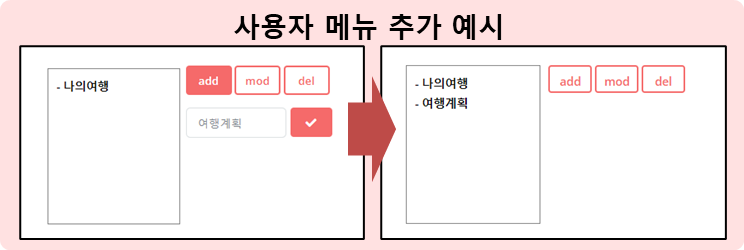 사용자 메뉴 추가 예시
- 나의여행
add mod del
여행계획
- 나의여행
- 여행계획
add mod del